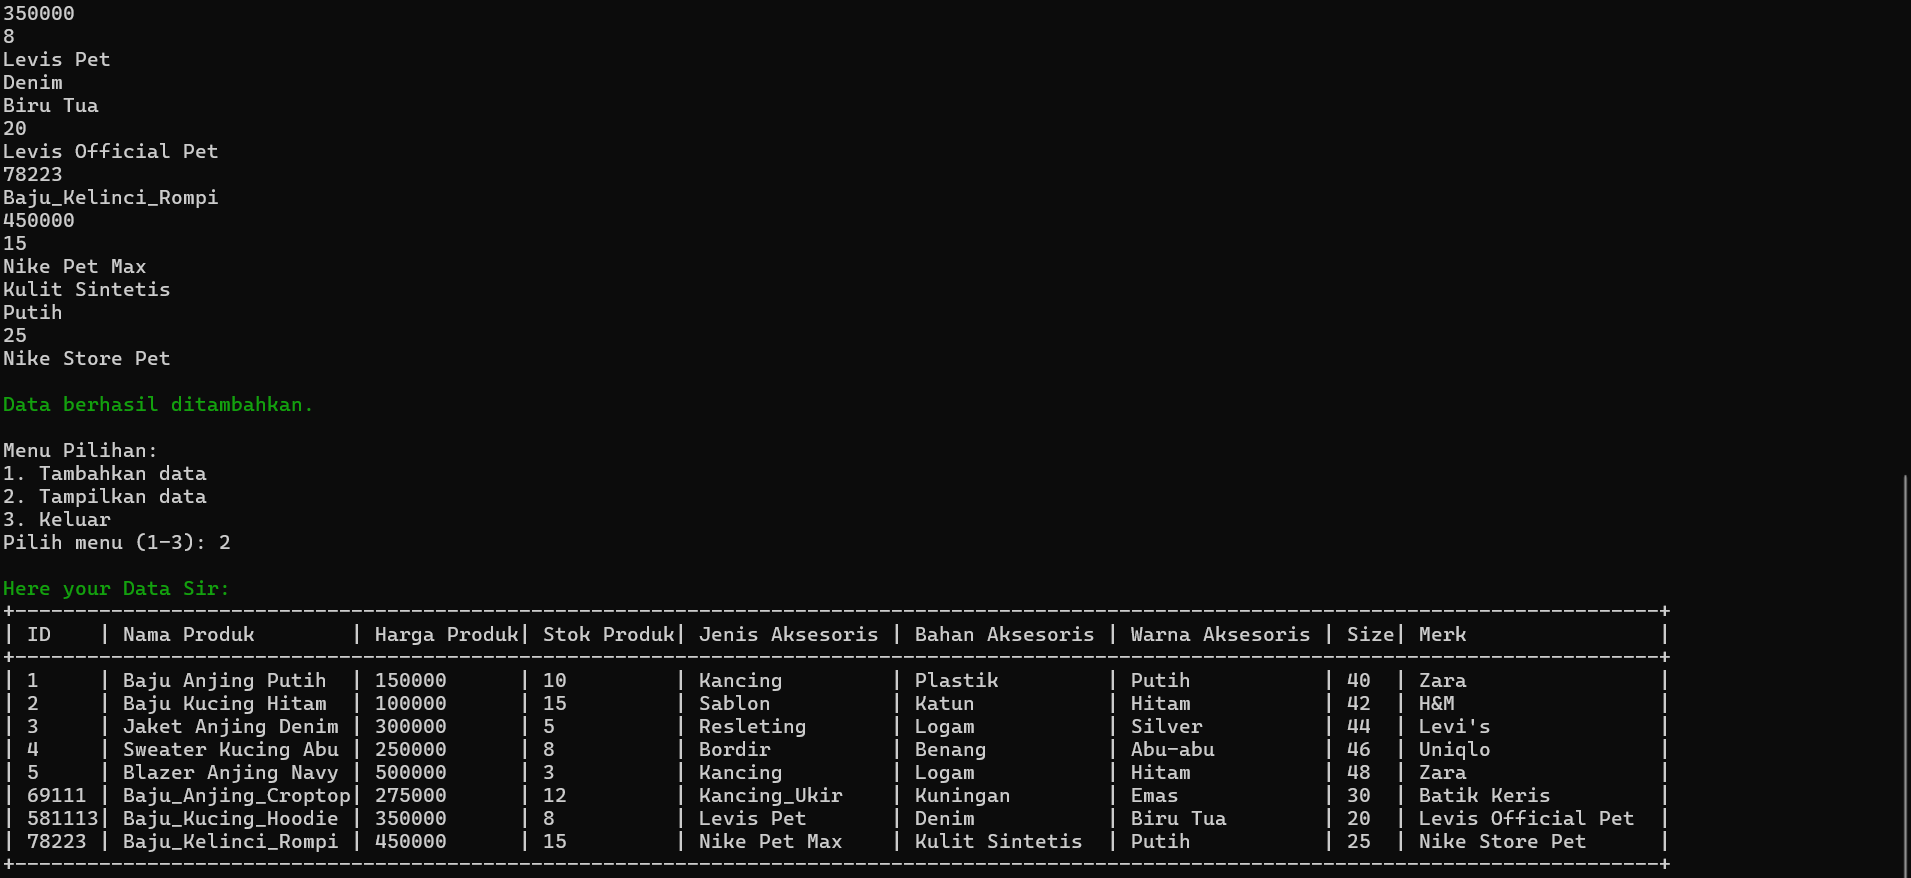 350000
8
Levis Pet
Denim
Biru Tua
20
Levis Official Pet
78223
Baju_Kelinci_Rompi
450000
15
Nike Pet Max
Kulit Sintetis
Putih
25
Nike Store Pet
Data berhasil ditambahkan.
Menu Pilihan:
1. Tambahkan data
2. Tampilkan data
3. Keluar
Pilih menu (1-3): 2
Here your Data Sir:
+-----------------------------------------------------------------------------------------------------------------------------------------+
| ID    | Nama Produk        | Harga Produk| Stok Produk| Jenis Aksesoris | Bahan Aksesoris | Warna Aksesoris | Size| Merk                |
+-----------------------------------------------------------------------------------------------------------------------------------------+
| 1     | Baju Anjing Putih  | 150000      | 10         | Kancing         | Plastik         | Putih           | 40  | Zara                |
| 2     | Baju Kucing Hitam  | 100000      | 15         | Sablon          | Katun           | Hitam           | 42  | H&M                 |
| 3     | Jaket Anjing Denim | 300000      | 5          | Resleting       | Logam           | Silver          | 44  | Levi's              |
| 4     | Sweater Kucing Abu | 250000      | 8          | Bordir          | Benang          | Abu-abu         | 46  | Uniqlo              |
| 5     | Blazer Anjing Navy | 500000      | 3          | Kancing         | Logam           | Hitam           | 48  | Zara                |
| 69111 | Baju_Anjing_Croptop| 275000      | 12         | Kancing_Ukir    | Kuningan        | Emas            | 30  | Batik Keris         |
| 581113| Baju_Kucing_Hoodie | 350000      | 8          | Levis Pet       | Denim           | Biru Tua        | 20  | Levis Official Pet  |
| 78223 | Baju_Kelinci_Rompi | 450000      | 15         | Nike Pet Max    | Kulit Sintetis  | Putih           | 25  | Nike Store Pet      |
+-----------------------------------------------------------------------------------------------------------------------------------------+